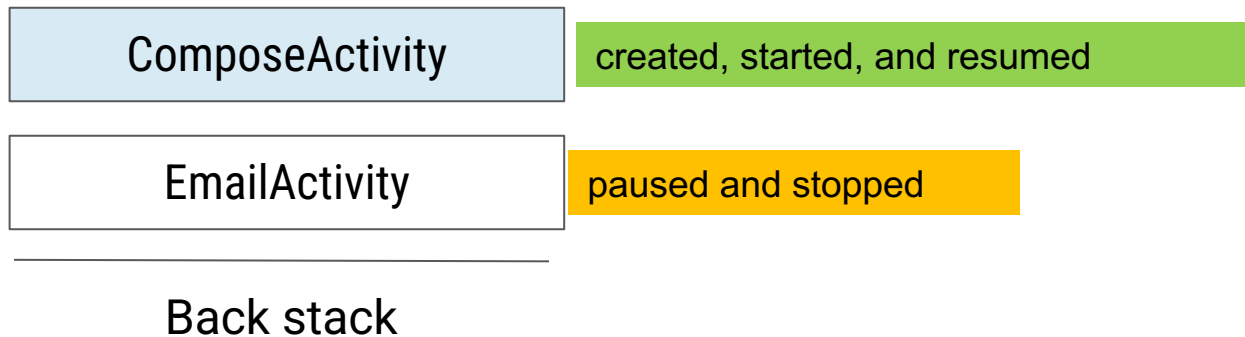 ComposeActivity
created, started, and resumed
EmailActivity
paused and stopped
Back stack